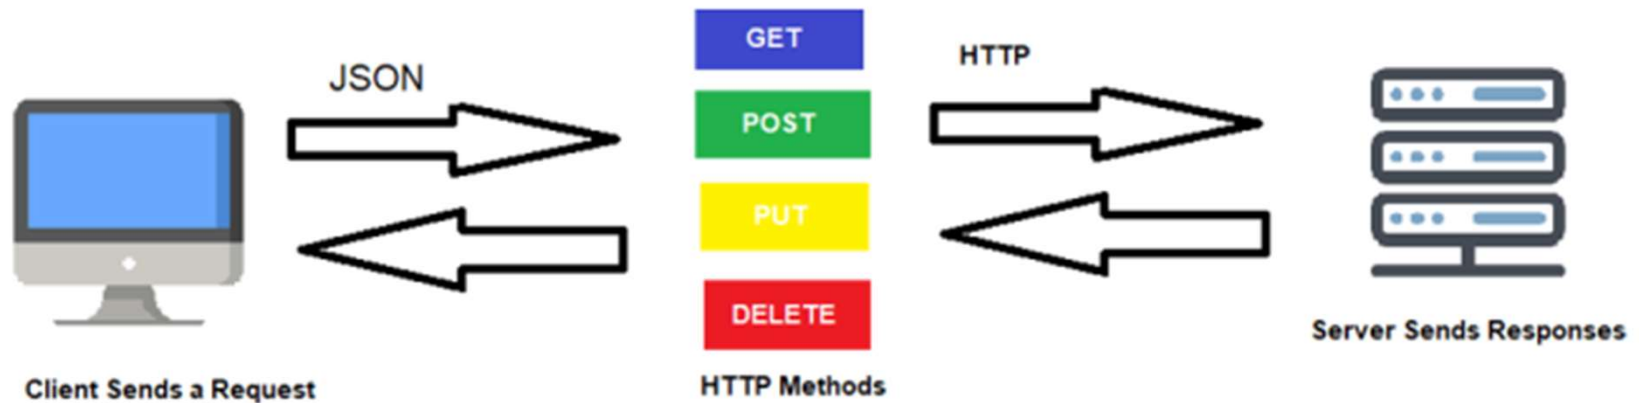 JSON
GET
POST
PUT
DELETE
HTTP
Client Sends a Request
HTTP Methods
Server Sends Responses